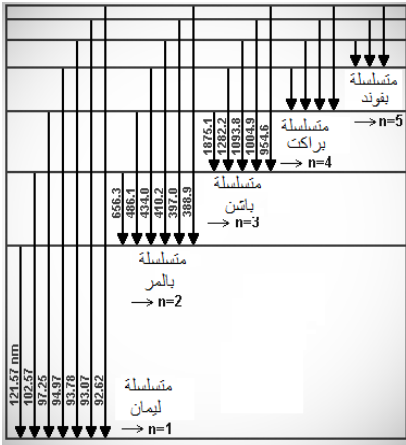 متسلسلة
بفوند
n=5
متسلسلة
براكت
n=4
1875.1
1282.2
1093.8
1004.9
954.6
متسلسلة
باشن
n=3
656.3
486.1
434.0
410.2
397.0
388.9
متسلسلة
بالمر
n=2
121.57 nm
102.57
97.25
94.97
93.78
93.07
92.62
متسلسلة
ليمان
n=1